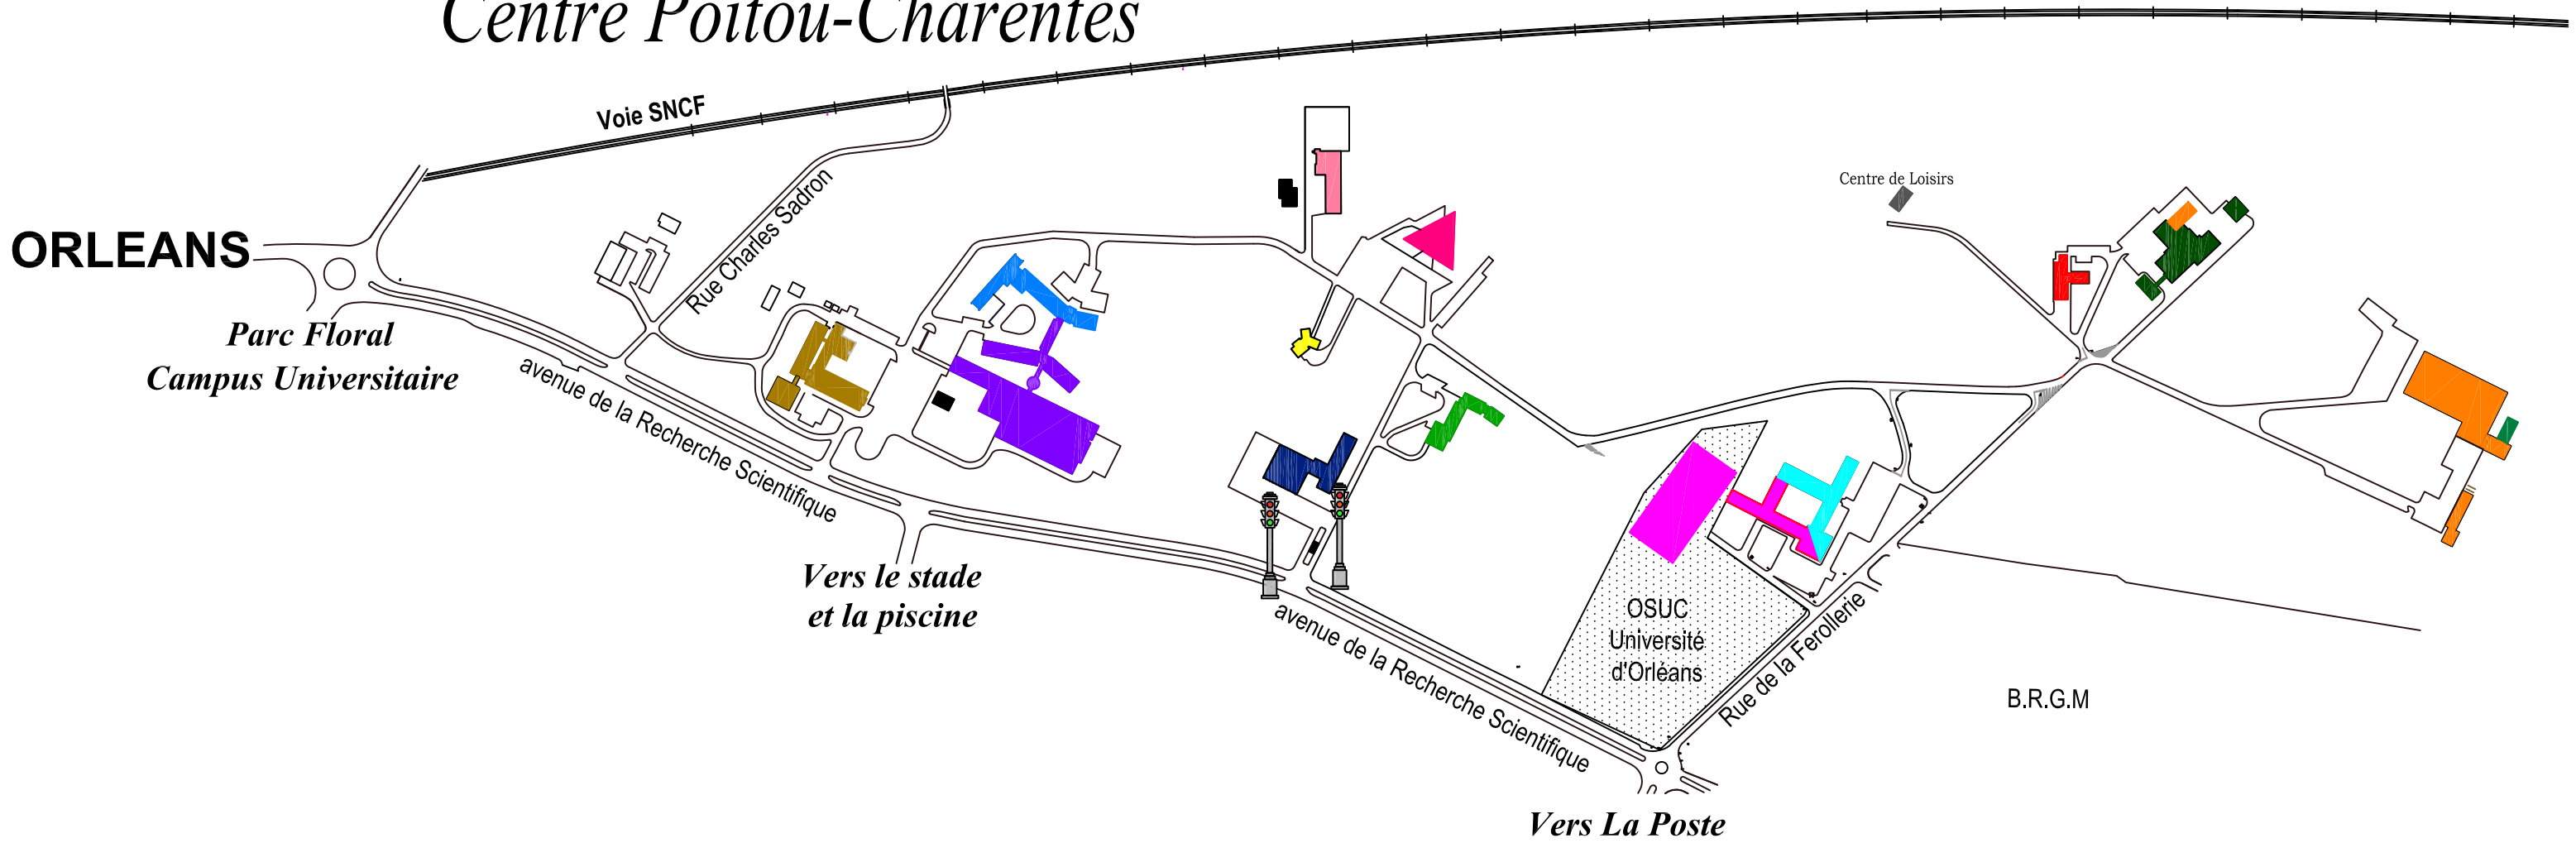 Centre Poitou-Charentes
Voie SNCF
Rue Charles Sadron
Centre de Loisirs
ORLEANS
Parc Floral
Campus Universitaire
avenue de la Recherche Scientifique
Vers le stade
et la piscine
avenue de la Recherche Scientifique
OSUC
Université
d'Orléans
Rue de la Ferollerie
B.R.G.M
Vers La Poste